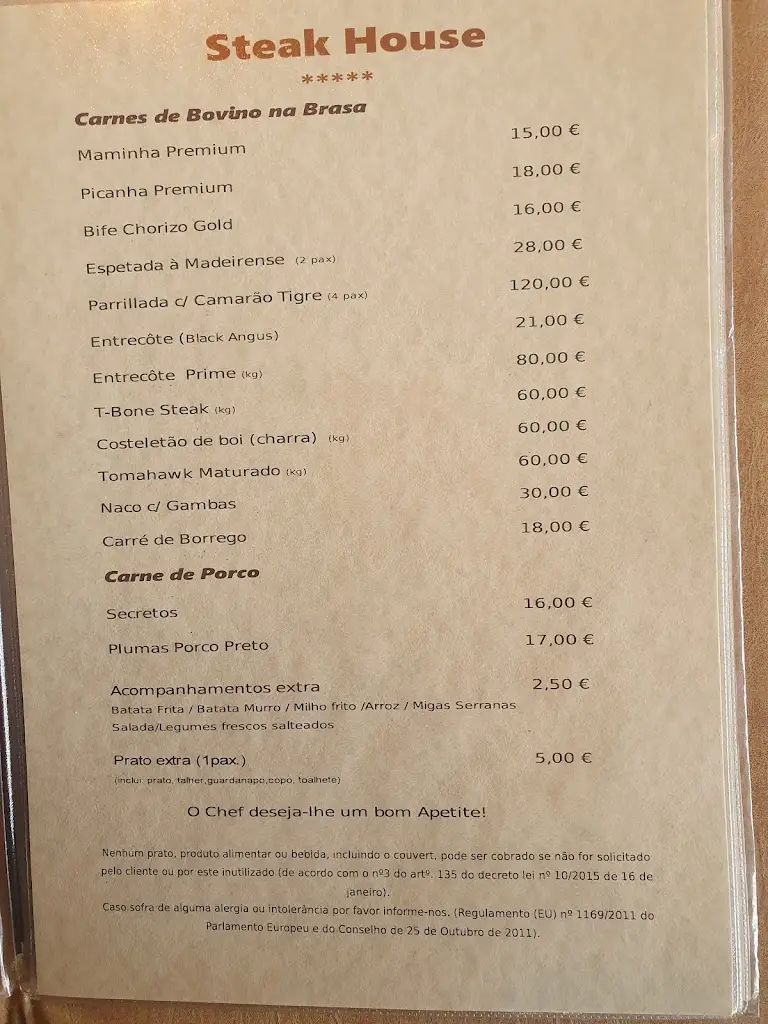 Steak House
*****
Carnes de Bovino na Brasa
Maminha Premium 15,00 €
Picanha Premium 18,00 €
Bife Chorizo Gold 16,00 €
Espetada à Madeirense (2 pax) 28,00 €
Parrillada c/ Camarão Tigre (4 pax) 120,00 €
Entrecôte (Black Angus) 21,00 €
Entrecôte Prime (kg) 80,00 €
T-Bone Steak (kg) 60,00 €
Costeletão de boi (charra) (kg) 60,00 €
Tomahawk Maturado (kg) 60,00 €
Naco c/ Gambas 30,00 €
Carré de Borrego 18,00 €
Carne de Porco
Secretos 16,00 €
Plumas Porco Preto 17,00 €
Acompanhamentos extra 2,50 €
Batata Frita / Batata Murro / Milho frito /Arroz / Migas Serranas
Salada/Legumes frescos salteados
Prato extra (1pax.) 5,00 €
(inclui: prato, talher,guardanapo,copo, toalhete)
O Chef deseja-lhe um bom Apetite!
Nenhum prato, produto alimentar ou bebida, incluindo o couvert, pode ser cobrado se não for solicitado
pelo cliente ou por este inutilizado (de acordo com o nº3 do artº. 135 do decreto lei nº 10/2015 de 16 de
janeiro).
Caso sofra de alguma alergia ou intolerância por favor informe-nos. (Regulamento (EU) nº 1169/2011 do
Parlamento Europeu e do Conselho de 25 de Outubro de 2011).